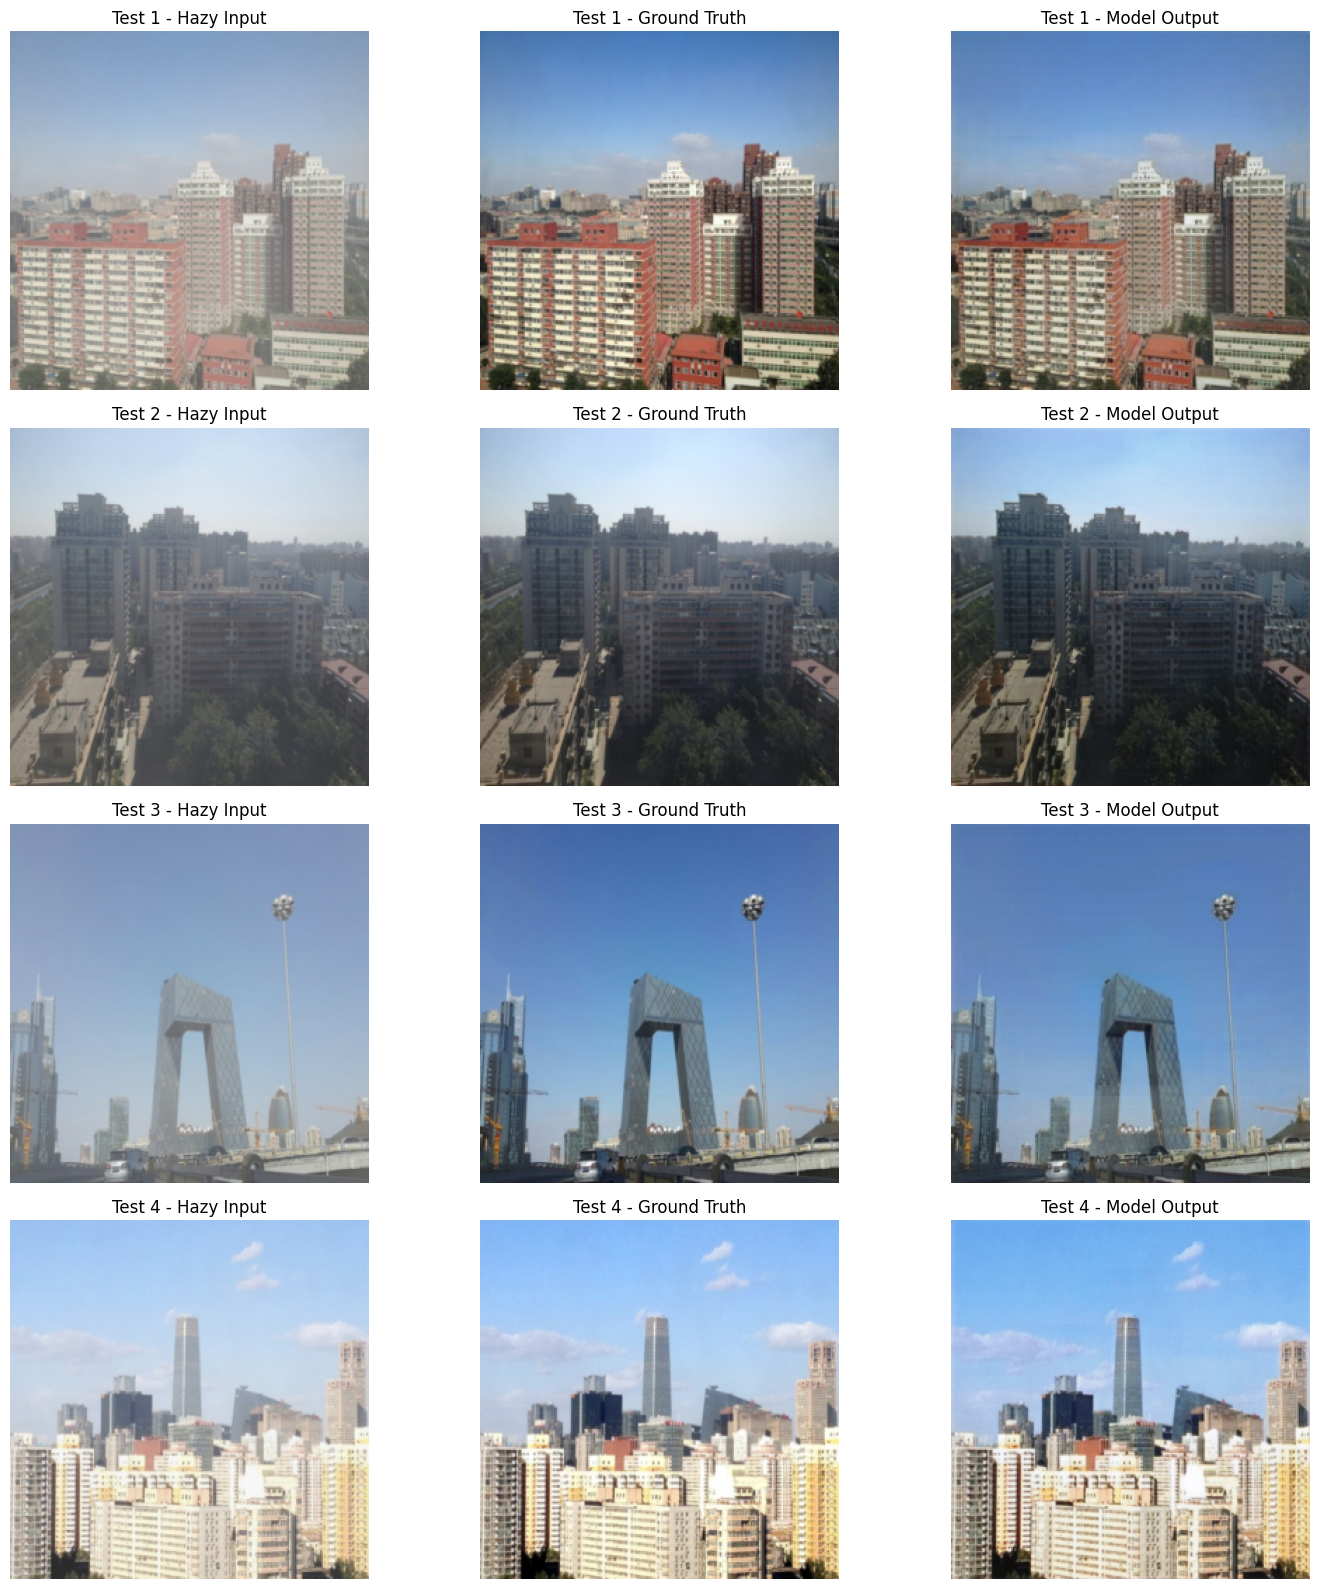 Test 1 - Hazy Input
Test 1 - Ground Truth
Test 1 - Model Output
Test 2 - Hazy Input
Test 2 - Ground Truth
Test 2 - Model Output
Test 3 - Hazy Input
Test 3 - Ground Truth
Test 3 - Model Output
Test 4 - Hazy Input
Test 4 - Ground Truth
Test 4 - Model Output